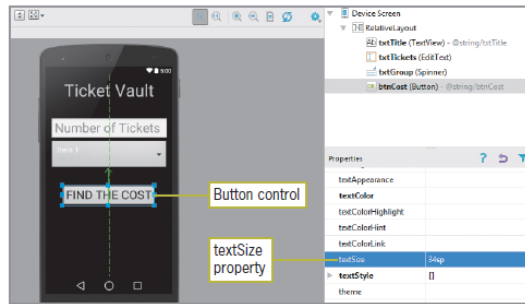 Device Screen
RelativeLayout
txtTitle (TextView) - @string/txtTitle
txtTickets (EditText)
txtGroup (Spinner)
btnCost (Button) - @string/btnCost
5:00
Ticket Vault
Number of Tickets
Item 1
FIND THE COST
Button control
textSize
property
Properties
textAppearance
textColor
textColorHighlight
textColorHint
textColorLink
textSize 34sp
textStyle []
theme